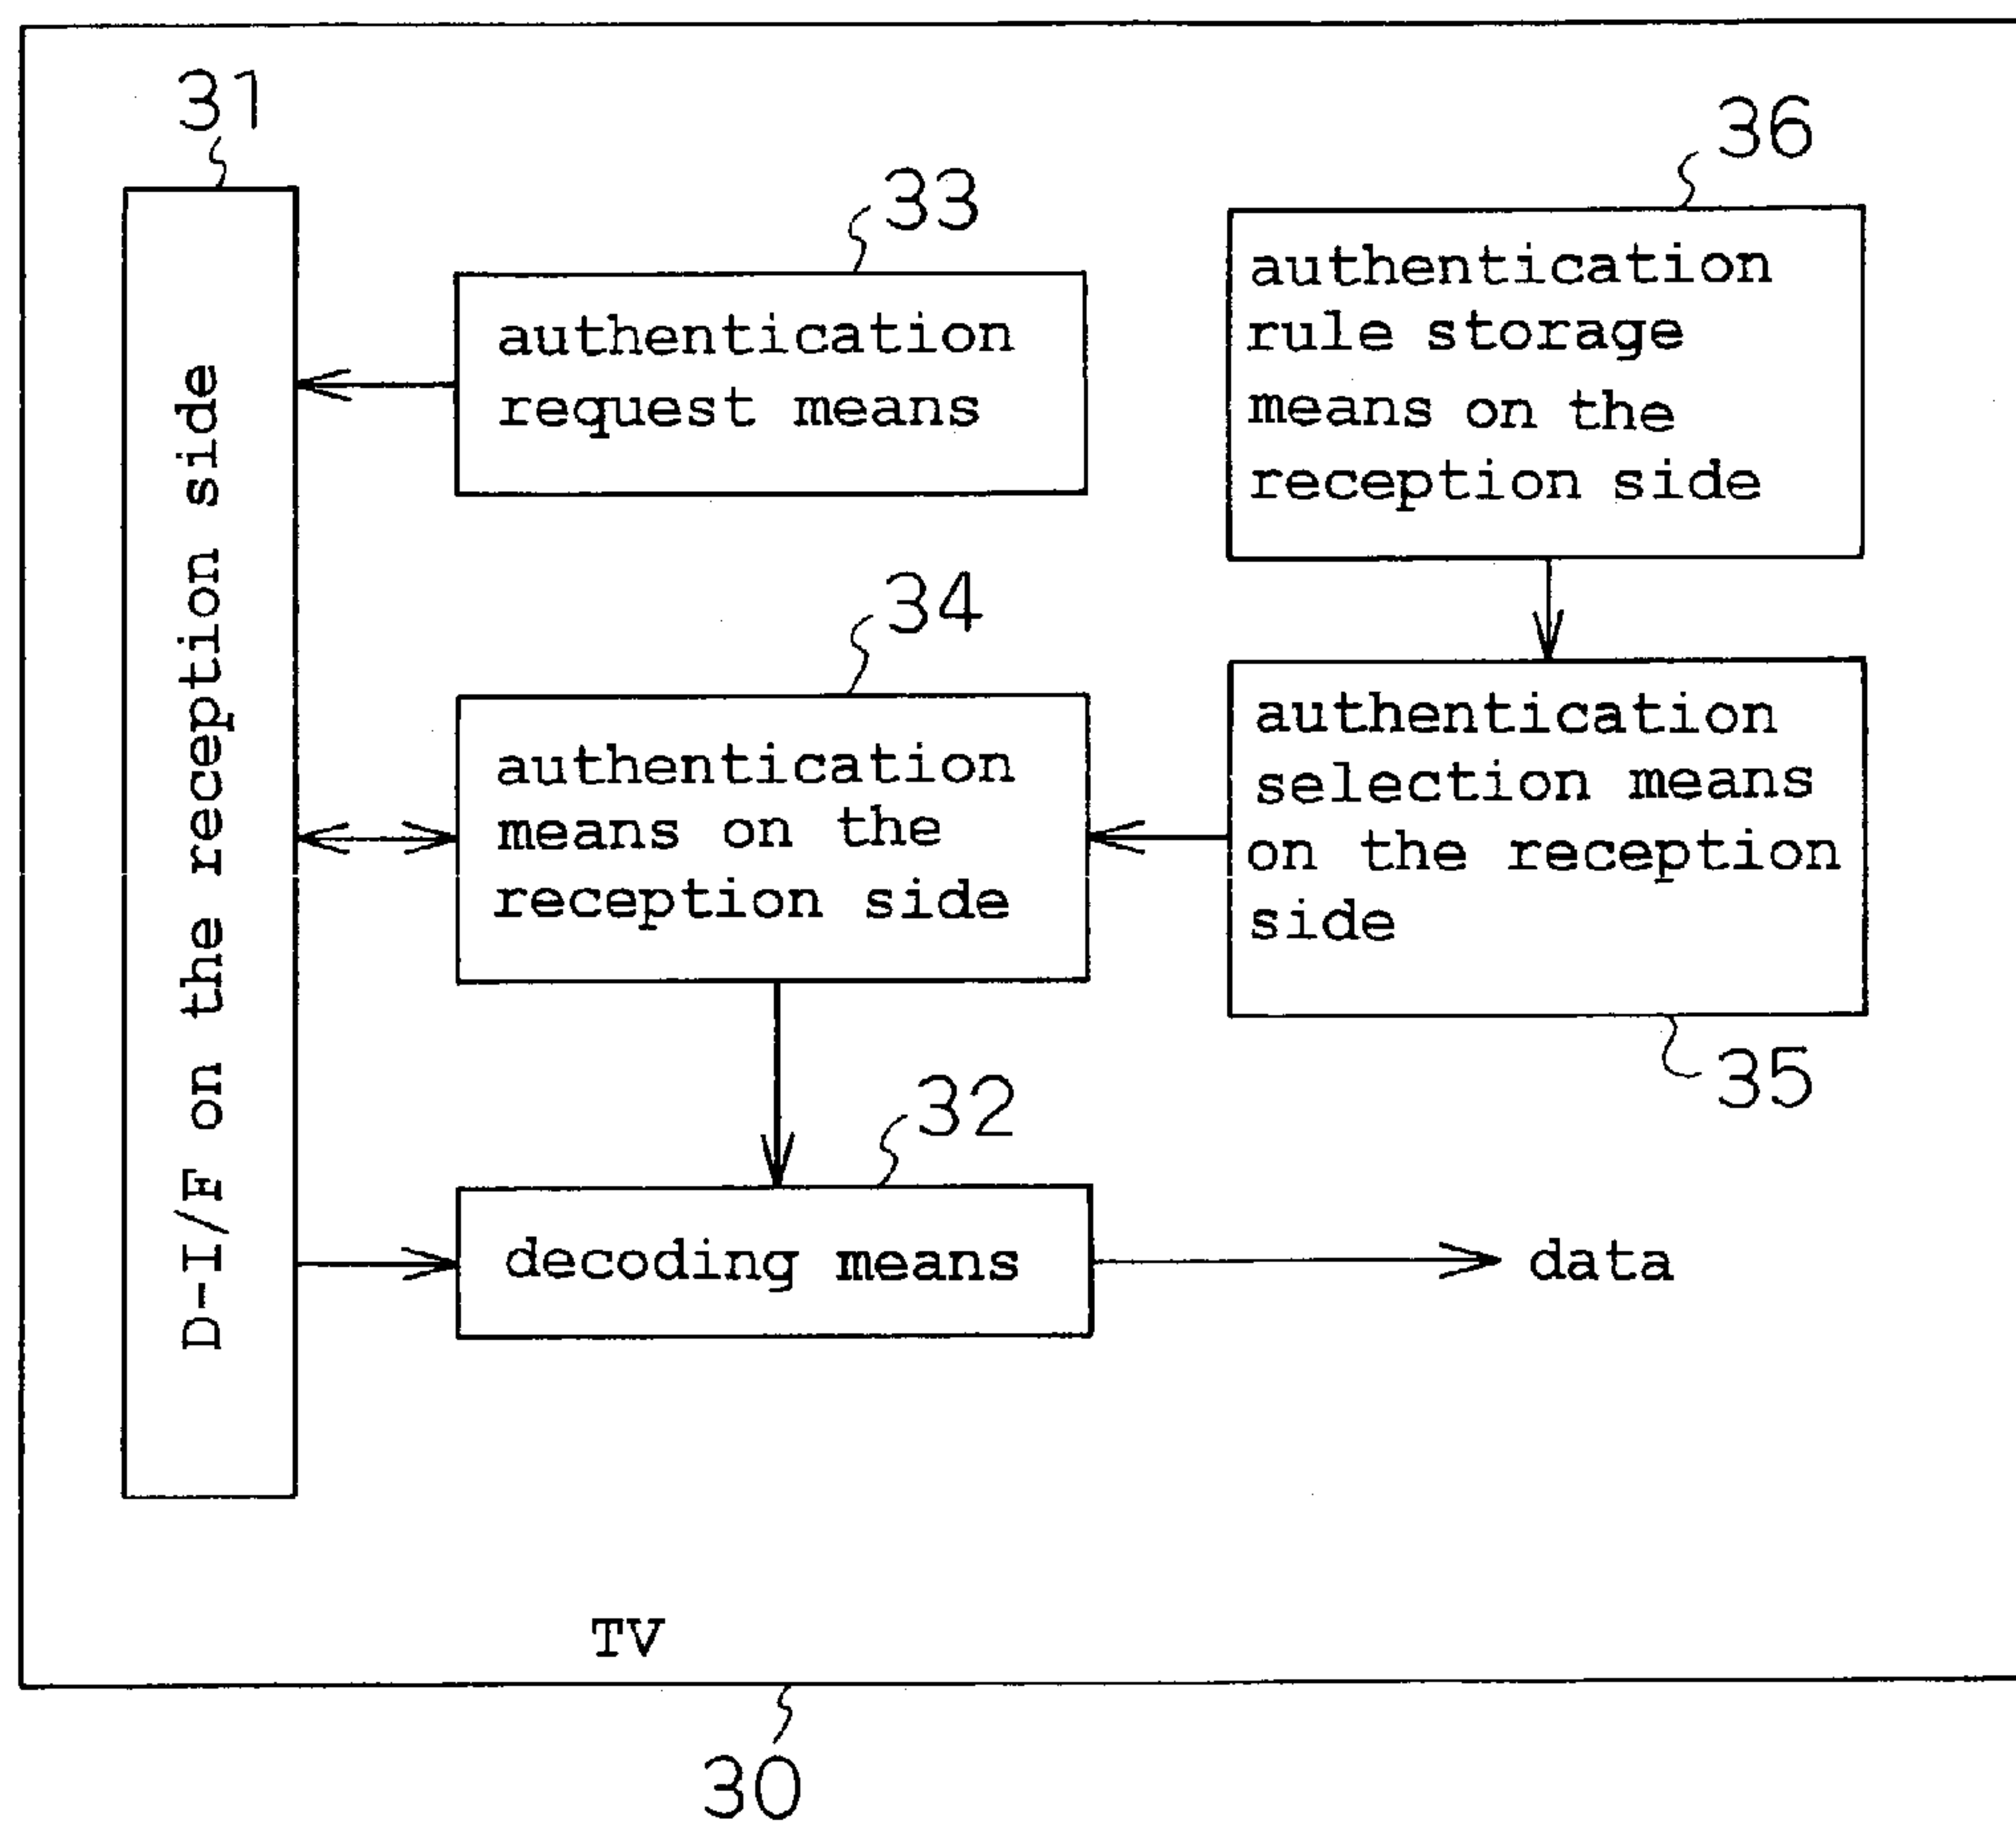 31
D-I/F on the reception side
33
authentication
request means
36
authentication
rule storage
means on the
reception side
34
authentication
means on the
reception side
authentication
selection means
on the reception
side
35
32
decoding means
data
TV
30